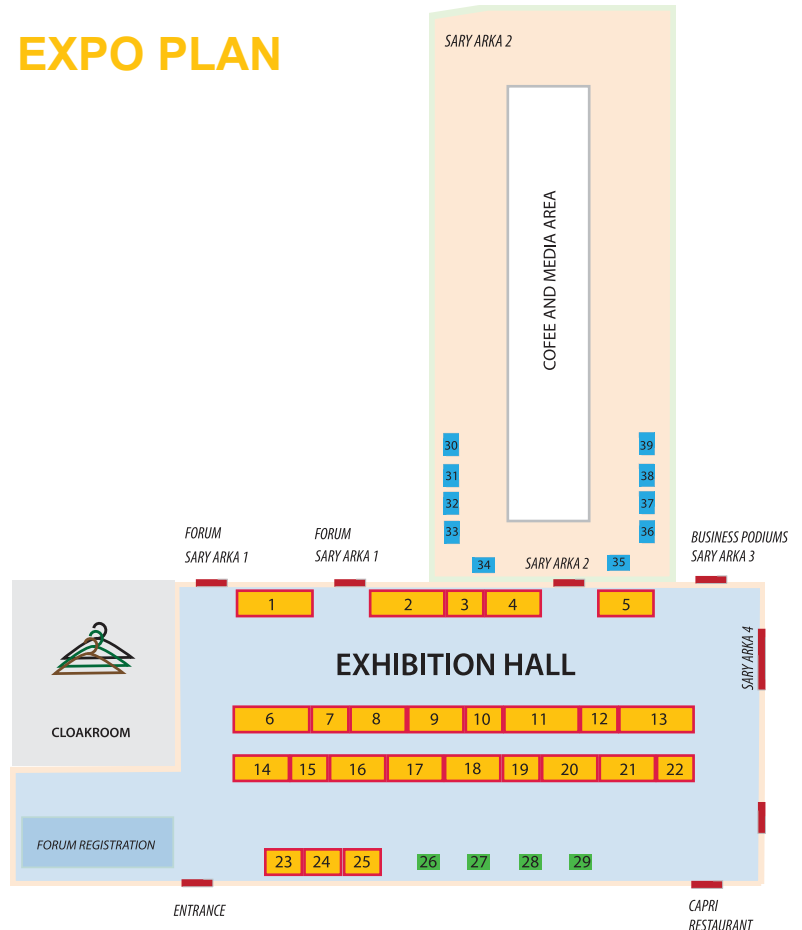 EXPO PLAN
SARY ARKA 2
COFEE AND MEDIA AREA
30
39
31
38
32
37
33
36
34
SARY ARKA 2
35
FORUM
SARY ARKA 1
FORUM
SARY ARKA 1
BUSINESS PODIUMS
SARY ARKA 3
1
2
3
4
5
EXHIBITION HALL
SARY ARKA 4
CLOAKROOM
6
7
8
9
10
11
12
13
14
15
16
17
18
19
20
21
22
FORUM REGISTRATION
23
24
25
26
27
28
29
ENTRANCE
CAPRI
RESTAURANT